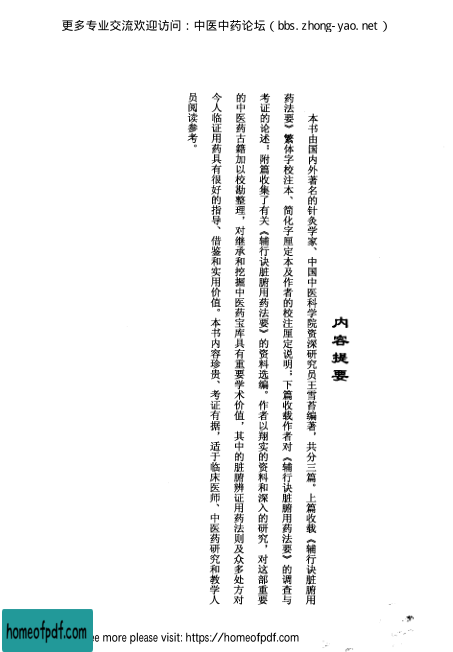 更多专业交流欢迎访问：中医中药论坛（bbs.zhong-yao.net）
内容提要
本书由国内外著名的针灸学家、中国中医科学院资深研究员王雪苔编著，共分三篇。上篇收载《辅行诀脏腑用
药法要》繁体字校注本、简化字厘定本及作者的校注厘定说明；下篇收载作者对《辅行诀脏腑用药法要》的调查与
考证的论述；附篇收集了有关《辅行诀脏腑用药法要》的资料选编。作者以翔实的资料和深入的研究，对这部重要
的中医药古籍加以校勘整理，对继承和挖掘中医药宝库具有重要学术价值，其中的脏腑辨证用药法则及众多处方对
今人临证用药具有很好的指导、借鉴和实用价值。本书内容珍贵、考证有据，适于临床医师、中医药研究和教学人
员阅读参考。
homeofpdf.com
ee more please visit: https://homeofpdf.com